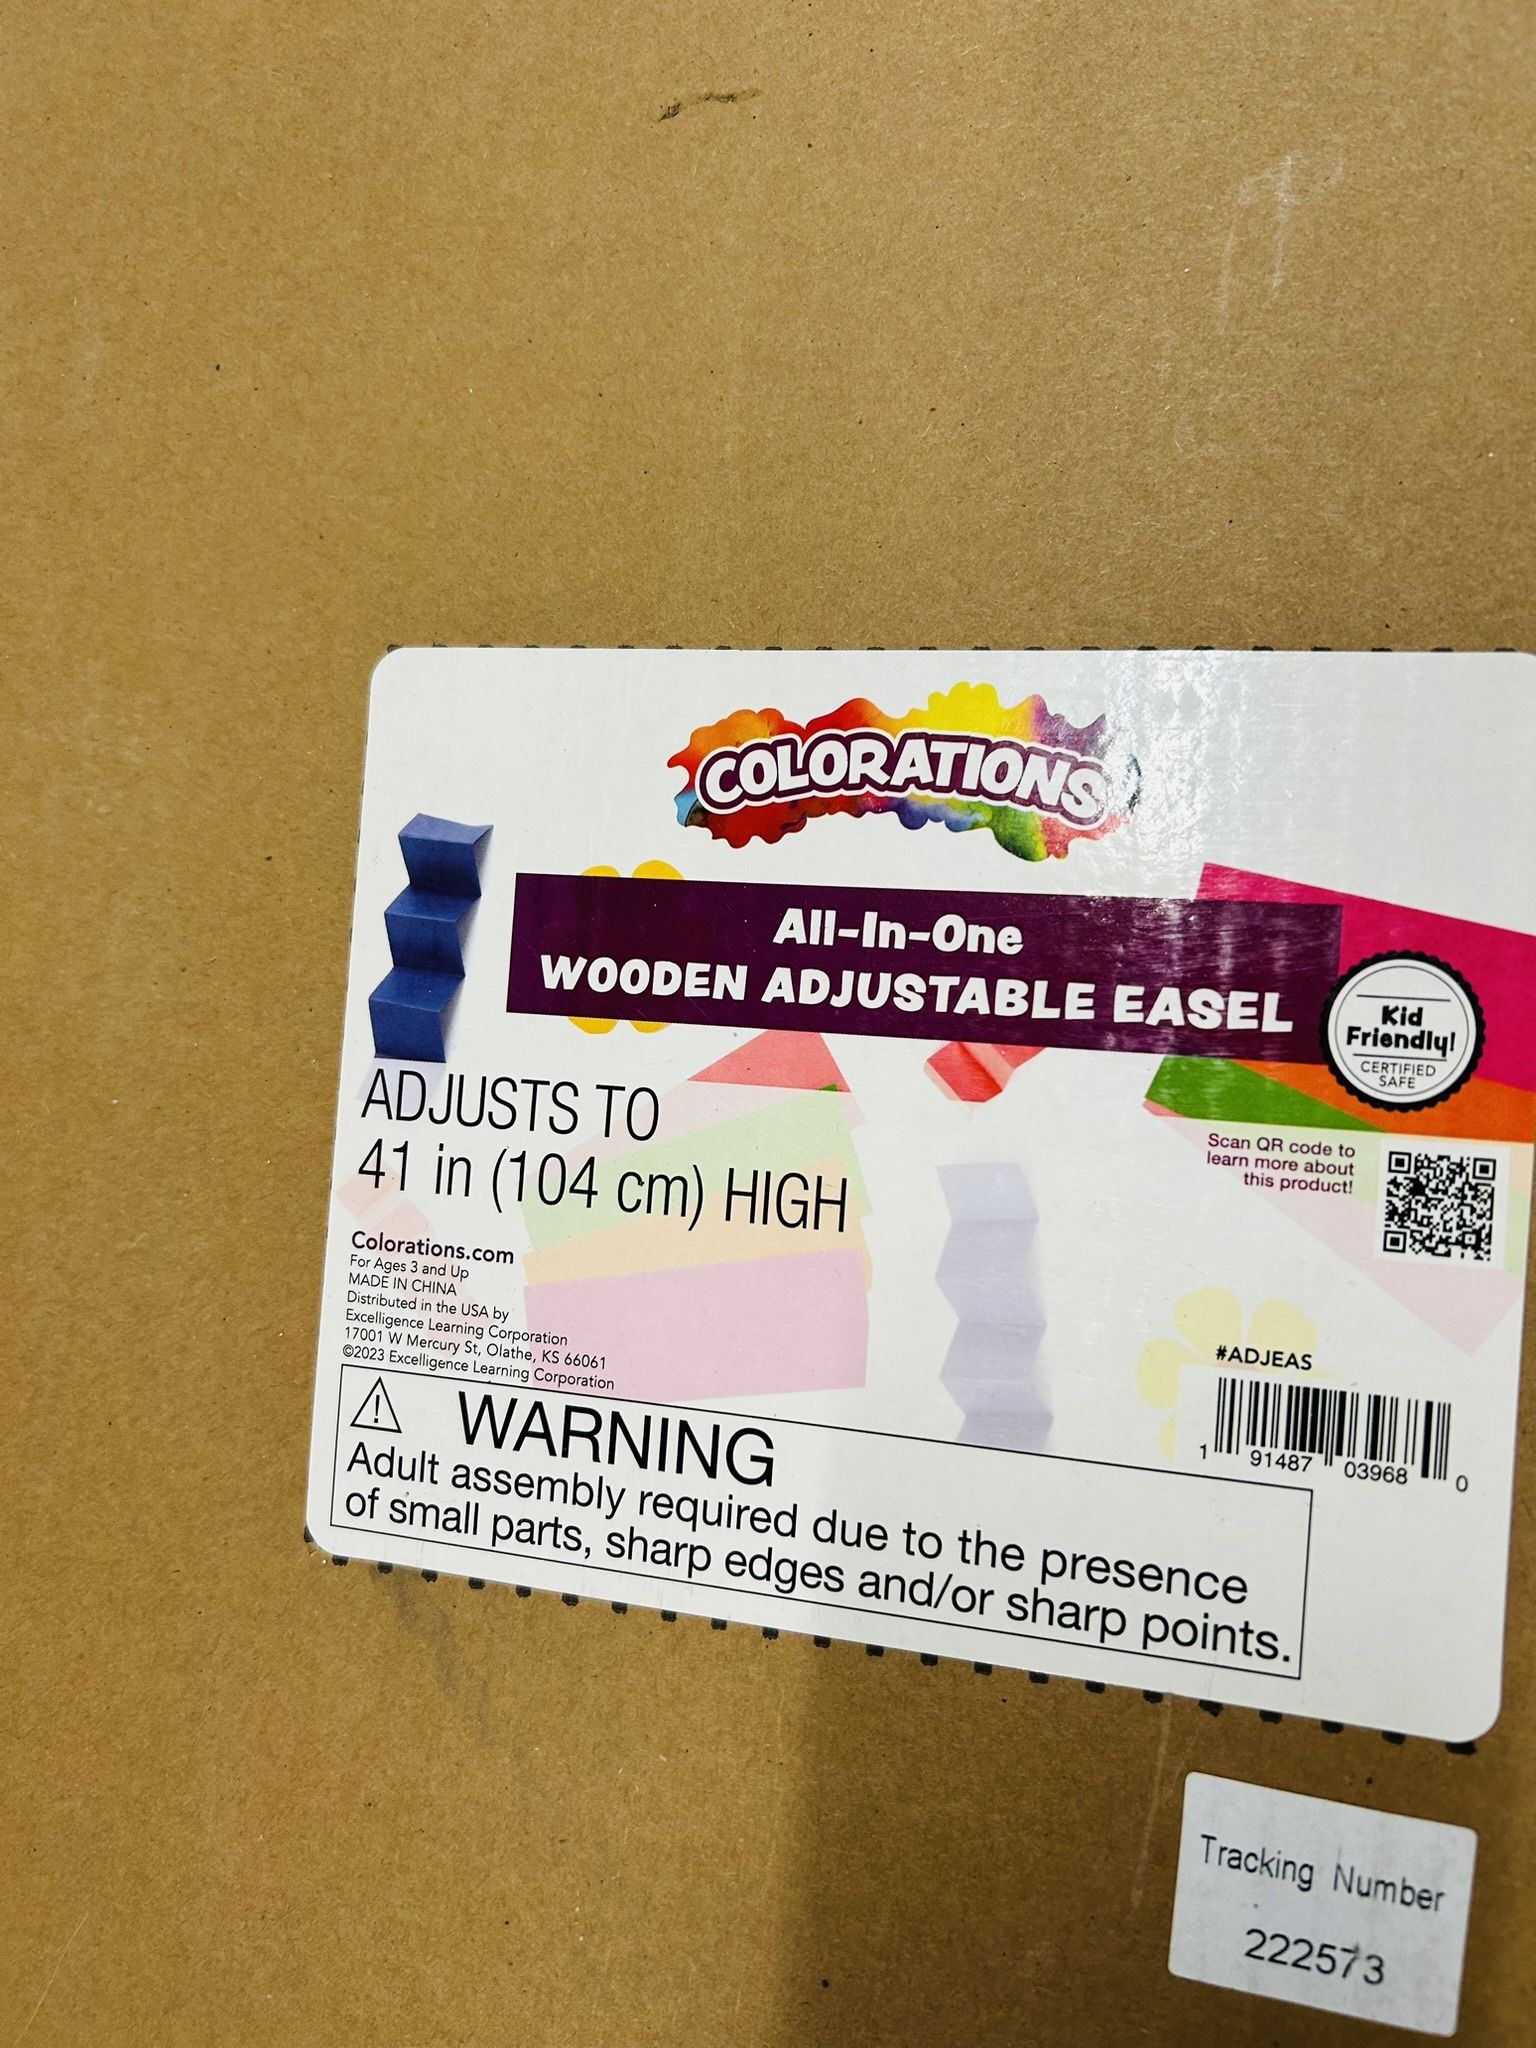 COLORATIONS
All-In-One
WOODEN ADJUSTABLE EASEL
Kid
Friendly!
CERTIFIED
SAFE
ADJUSTS TO
41 in (104 cm) HIGH
Scan QR code to
learn more about
this product!
Colorations.com
For Ages 3 and Up
MADE IN CHINA
Distributed in the USA by
Excelligence Learning Corporation
17001 W Mercury St, Olathe, KS 66061
©2023 Excelligence Learning Corporation
#ADJEAS
1 91487 03968 0
WARNING
Adult assembly required due to the presence
of small parts, sharp edges and/or sharp points.
Tracking Number
222573